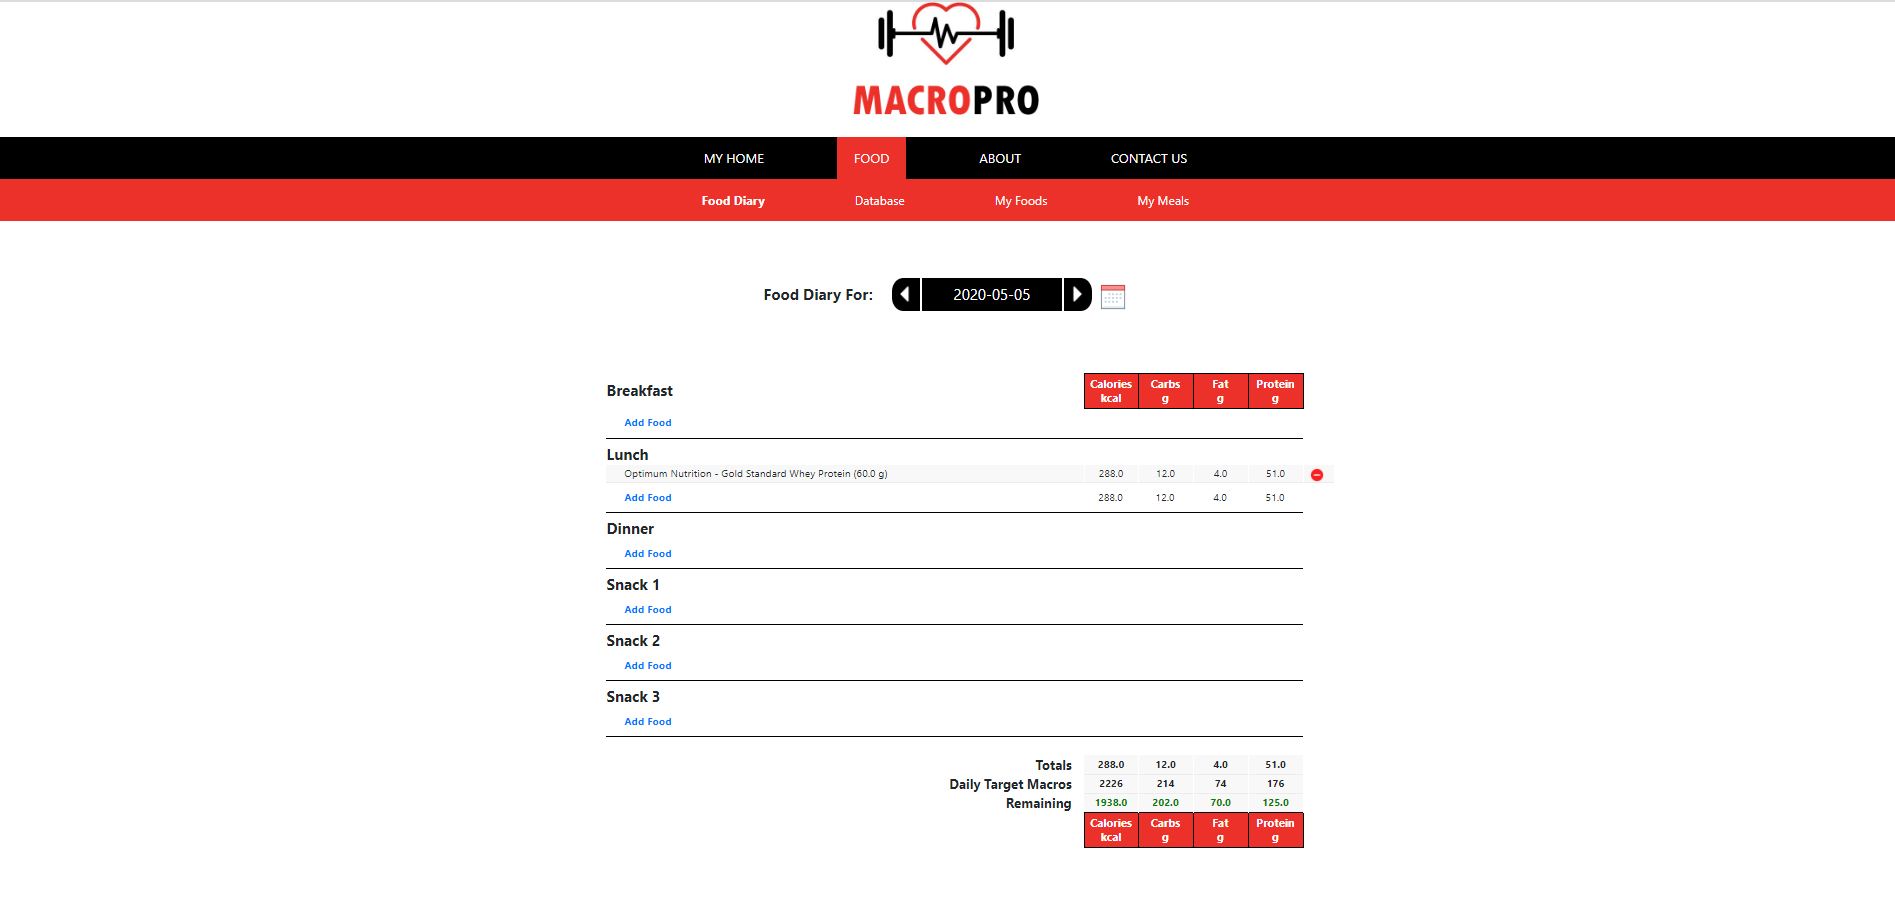 MACROPRO
MY HOME FOOD ABOUT CONTACT US
Food Diary Database My Foods My Meals
Food Diary For: 2020-05-05
Breakfast Calories kcal Carbs g Fat g Protein g
Add Food
Lunch
Optimum Nutrition - Gold Standard Whey Protein (60.0 g) 288.0 12.0 4.0 51.0
Add Food 288.0 12.0 4.0 51.0
Dinner
Add Food
Snack 1
Add Food
Snack 2
Add Food
Snack 3
Add Food
Totals 288.0 12.0 4.0 51.0
Daily Target Macros 2226 214 74 176
Remaining 1938.0 202.0 70.0 125.0
Calories kcal Carbs g Fat g Protein g